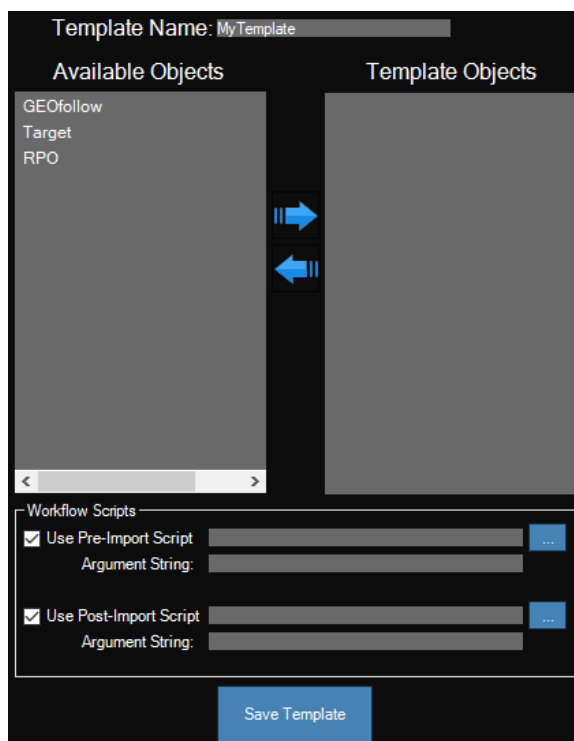 Template Name: MyTemplate
Available Objects
Template Objects
GEOfollow
Target
RPO
Workflow Scripts
Use Pre-Import Script
...
Argument String:
Use Post-Import Script
...
Argument String:
Save Template